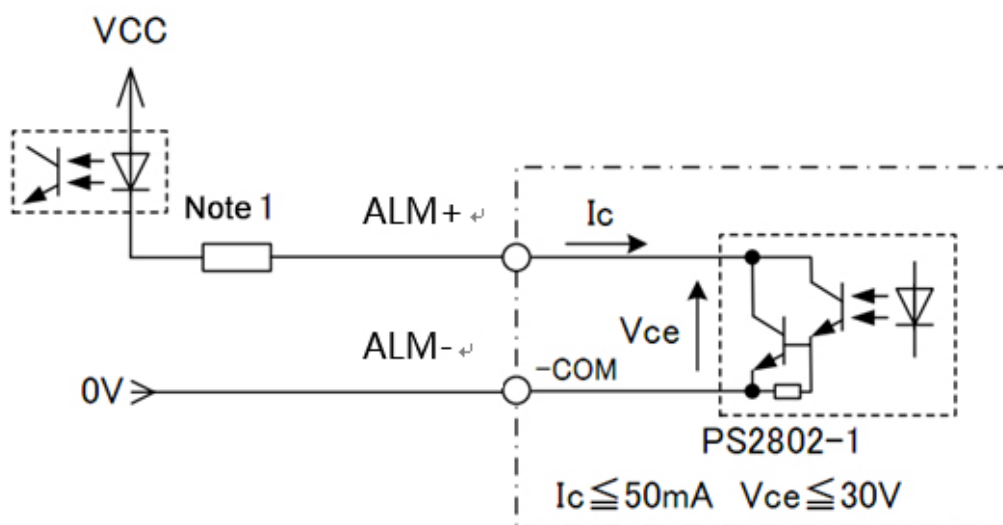 VCC
Note 1
ALM+
Ic
Vce
ALM-
-COM
0V
PS2802-1
Ic≦50mA Vce≦30V